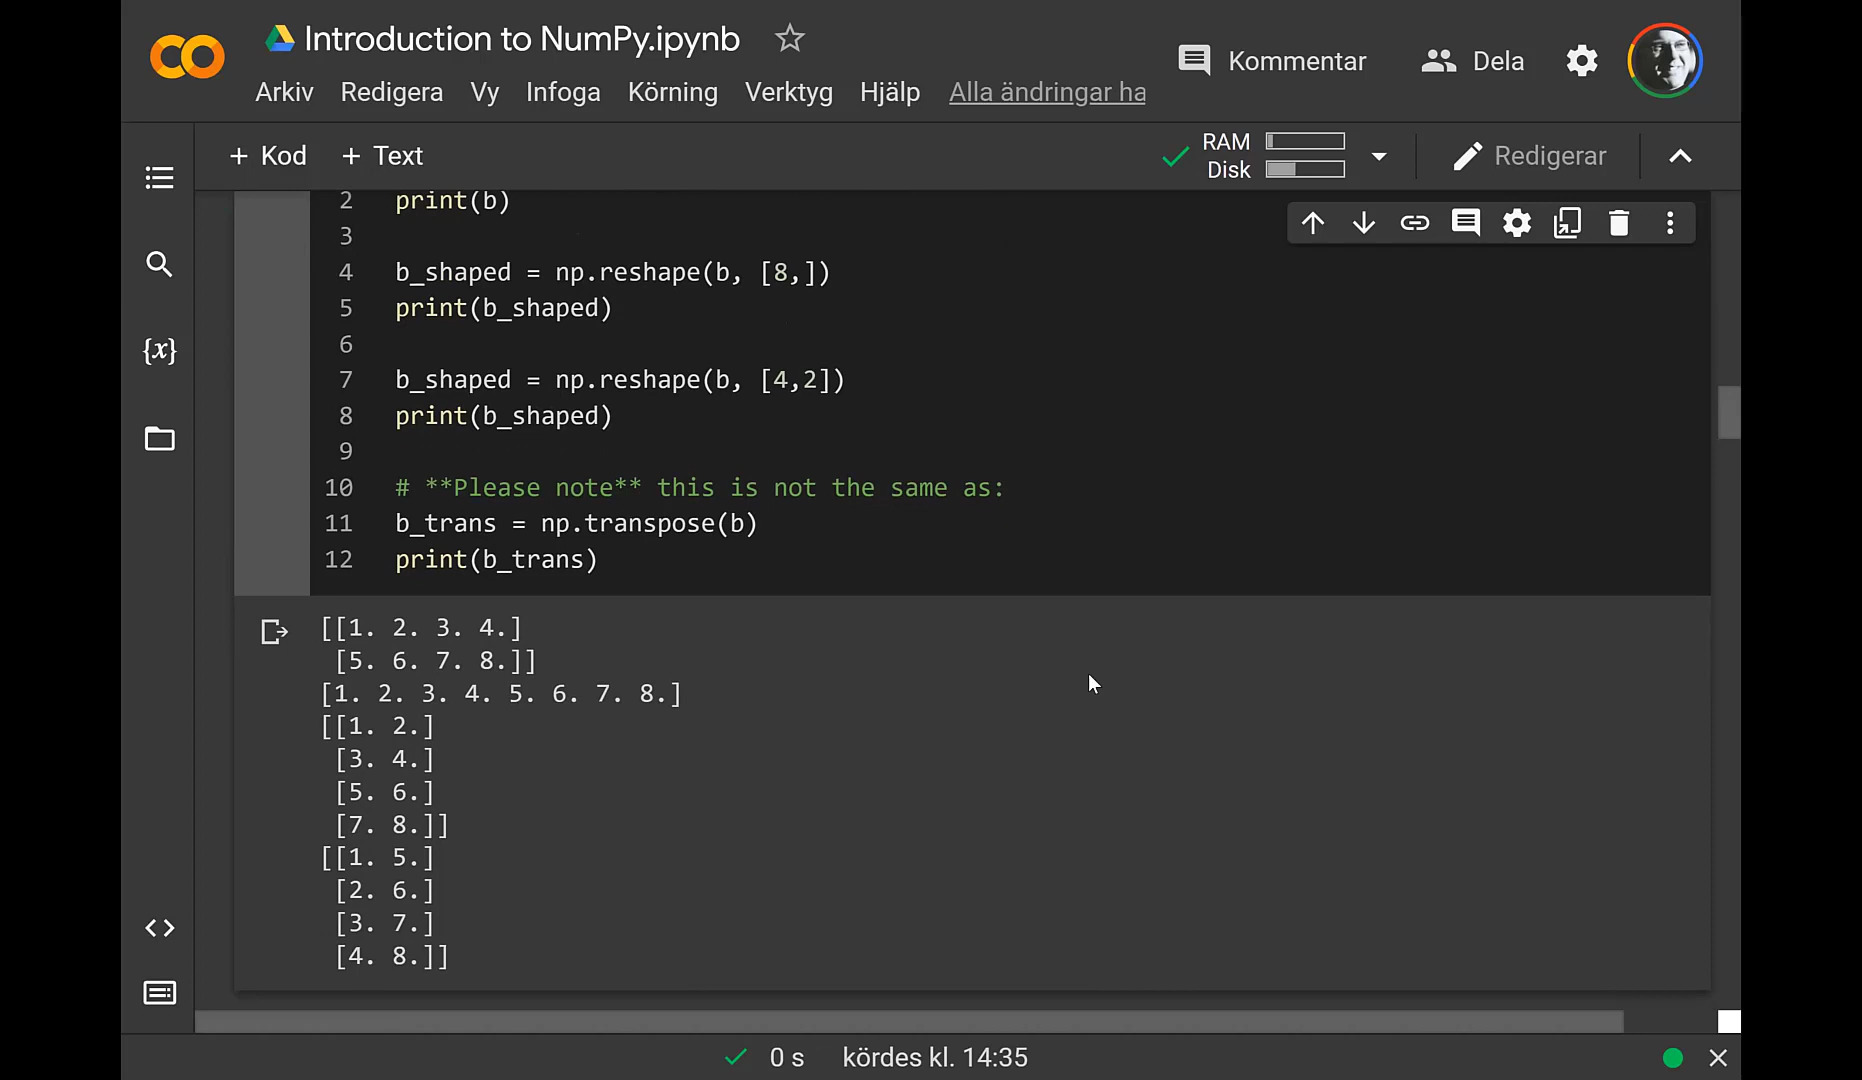 Introduction to NumPy.ipynb
Kommentar
Dela
Arkiv Redigera Vy Infoga Körning Verktyg Hjälp Alla ändringar ha
+ Kod + Text
RAM
Disk
Redigerar
2 print(b)
3
4 b_shaped = np.reshape(b, [8,])
5 print(b_shaped)
6
7 b_shaped = np.reshape(b, [4,2])
8 print(b_shaped)
9
10 # **Please note** this is not the same as:
11 b_trans = np.transpose(b)
12 print(b_trans)
[[1. 2. 3. 4.]
[5. 6. 7. 8.]]
[1. 2. 3. 4. 5. 6. 7. 8.]
[[1. 2.]
[3. 4.]
[5. 6.]
[7. 8.]]
[[1. 5.]
[2. 6.]
[3. 7.]
[4. 8.]]
0 s kördes kl. 14:35